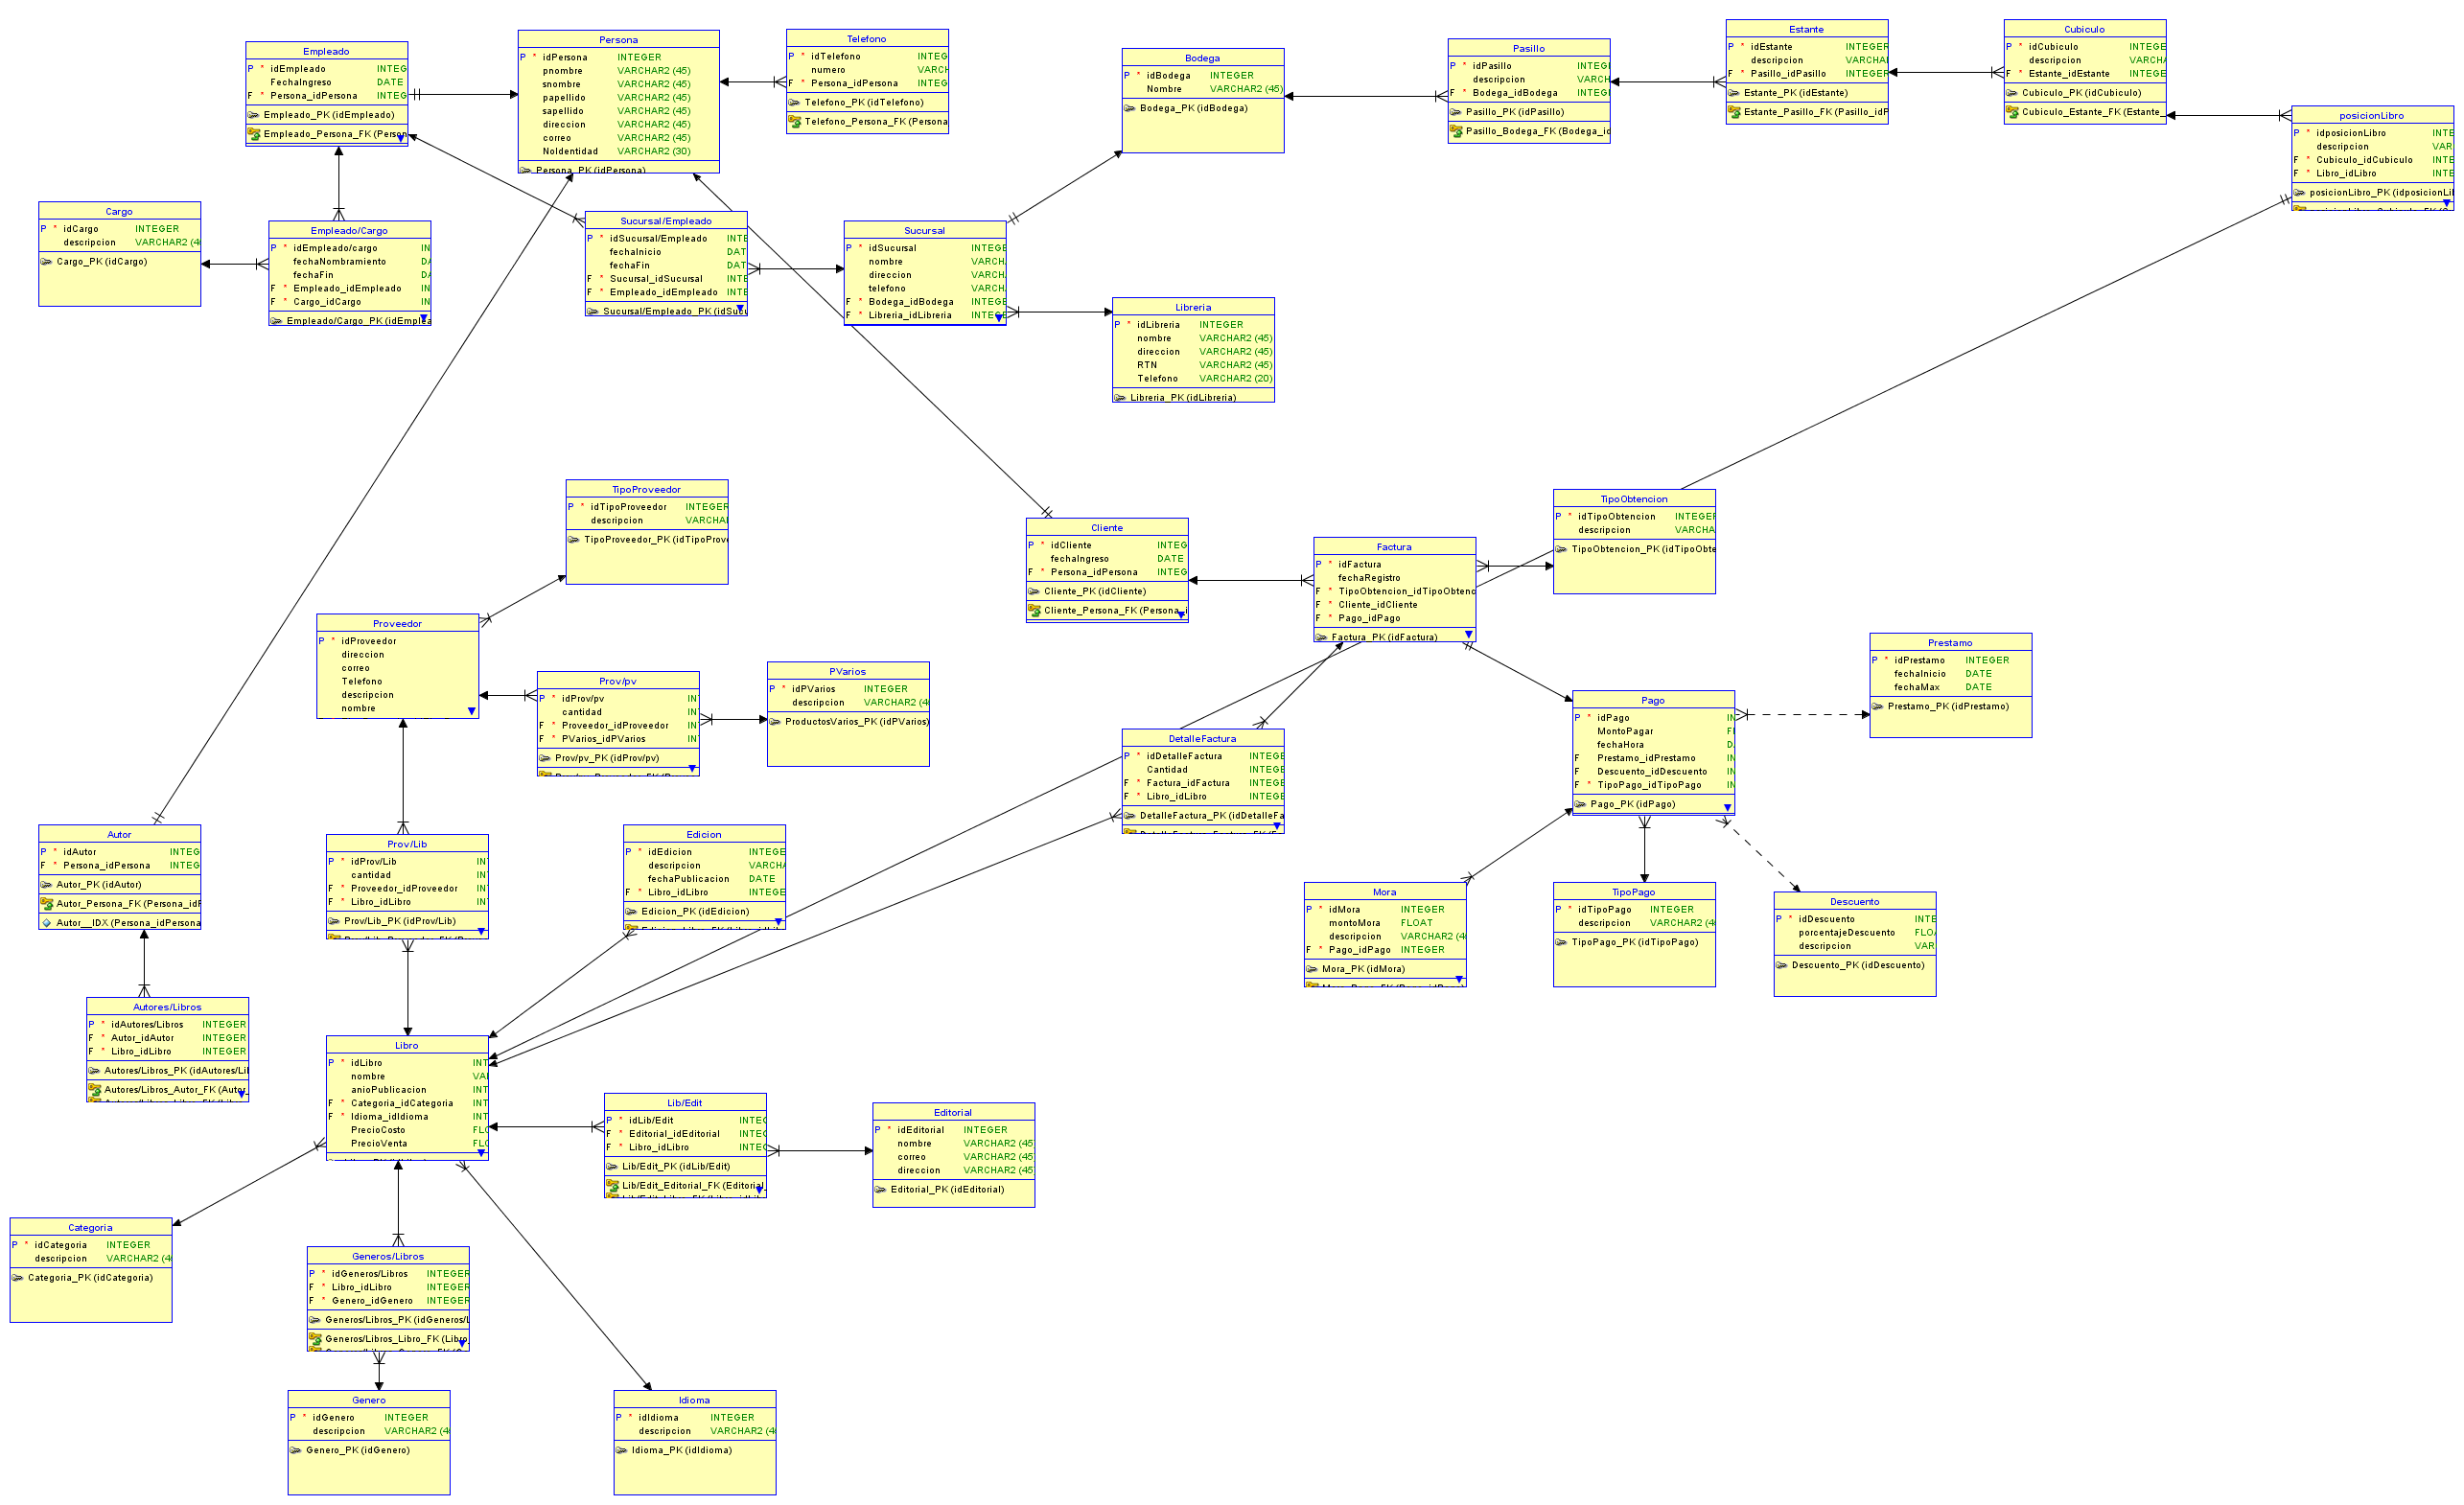 Empleado
P * idEmpleado INTEG
FechaIngreso DATE
F * Persona_idPersona INTEG
Empleado_PK (idEmpleado)
Empleado_Persona_FK (Person
Persona
P * idPersona INTEGER
pnombre VARCHAR2 (45)
snombre VARCHAR2 (45)
papellido VARCHAR2 (45)
sapellido VARCHAR2 (45)
direccion VARCHAR2 (45)
correo VARCHAR2 (45)
NoIdentidad VARCHAR2 (30)
Persona_PK (idPersona)
Telefono
P * idTelefono INTEG
numero VARCH
F * Persona_idPersona INTEG
Telefono_PK (idTelefono)
Telefono_Persona_FK (Persona
Bodega
P * idBodega INTEGER
Nombre VARCHAR2 (45)
Bodega_PK (idBodega)
Pasillo
P * idPasillo INTEG
descripcion VARCH
F * Bodega_idBodega INTEG
Pasillo_PK (idPasillo)
Pasillo_Bodega_FK (Bodega_id
Estante
P * idEstante INTEGER
descripcion VARCHA
F * Pasillo_idPasillo INTEGER
Estante_PK (idEstante)
Estante_Pasillo_FK (Pasillo_idP
Cubiculo
P * idCubiculo INTEGE
descripcion VARCHA
F * Estante_idEstante INTEGE
Cubiculo_PK (idCubiculo)
Cubiculo_Estante_FK (Estante_
posicionLibro
P * idposicionLibro INTE
descripcion VAR
F * Cubiculo_idCubiculo INTE
F * Libro_idLibro INTE
posicionLibro_PK (idposicionLil
Cargo
P * idCargo INTEGER
descripcion VARCHAR2 (4
Cargo_PK (idCargo)
Empleado/Cargo
P * idEmpleado/cargo IN
fechaNombramiento DA
fechaFin DA
F * Empleado_idEmpleado IN
F * Cargo_idCargo IN
Empleado/Cargo_PK (idEmplea
Sucursal/Empleado
P * idSucursal/Empleado INTE
fechaInicio DAT
fechaFin DAT
F * Sucursal_idSucursal INTE
F * Empleado_idEmpleado INTE
Sucursal/Empleado_PK (idSucu
Sucursal
P * idSucursal INTEGE
nombre VARCH
direccion VARCH
telefono VARCH
F * Bodega_idBodega INTEGE
F * Libreria_idLibreria INTEGE
Libreria
P * idLibreria INTEGER
nombre VARCHAR2 (45)
direccion VARCHAR2 (45)
RTN VARCHAR2 (45)
Telefono VARCHAR2 (20)
Libreria_PK (idLibreria)
TipoProveedor
P * idTipoProveedor INTEGER
descripcion VARCHAI
TipoProveedor_PK (idTipoProve
Cliente
P * idCliente INTEG
fechaIngreso DATE
F * Persona_idPersona INTEG
Cliente_PK (idCliente)
Cliente_Persona_FK (Persona_i
Factura
P * idFactura
fechaRegistro
F * TipoObtencion_idTipoObtenc
F * Cliente_idCliente
F * Pago_idPago
Factura_PK (idFactura)
TipoObtencion
P * idTipoObtencion INTEGER
descripcion VARCHA
TipoObtencion_PK (idTipoObte
Proveedor
P * idProveedor
direccion
correo
Telefono
descripcion
nombre
Prov/pv
P * idProv/pv INT
cantidad INT
F * Proveedor_idProveedor INT
F * PVarios_idPVarios INT
Prov/pv_PK (idProv/pv)
PVarios
P * idPVarios INTEGER
descripcion VARCHAR2 (4
ProductosVarios_PK (idPVarios)
Prestamo
P * idPrestamo INTEGER
fechaInicio DATE
fechaMax DATE
Prestamo_PK (idPrestamo)
Pago
P * idPago IN
MontoPagar FI
fechaHora D
F Prestamo_idPrestamo IN
F Descuento_idDescuento IN
F * TipoPago_idTipoPago IN
Pago_PK (idPago)
DetalleFactura
P * idDetalleFactura INTEGE
Cantidad INTEGE
F * Factura_idFactura INTEGE
F * Libro_idLibro INTEGE
DetalleFactura_PK (idDetalleFa
Autor
P * idAutor INTEG
F * Persona_idPersona INTEG
Autor_PK (idAutor)
Autor_Persona_FK (Persona_idF
Autor__IDX (Persona_idPersona
Prov/Lib
P * idProv/Lib INT
cantidad INT
F * Proveedor_idProveedor INT
F * Libro_idLibro INT
Prov/Lib_PK (idProv/Lib)
Edicion
P * idEdicion INTEGE
descripcion VARCHA
fechaPublicacion DATE
F * Libro_idLibro INTEGE
Edicion_PK (idEdicion)
Mora
P * idMora INTEGER
montoMora FLOAT
descripcion VARCHAR2 (4
F * Pago_idPago INTEGER
Mora_PK (idMora)
TipoPago
P * idTipoPago INTEGER
descripcion VARCHAR2 (4
TipoPago_PK (idTipoPago)
Descuento
P * idDescuento INTE
porcentajeDescuento FLOA
descripcion VAR
Descuento_PK (idDescuento)
Autores/Libros
P * idAutores/Libros INTEGER
F * Autor_idAutor INTEGER
F * Libro_idLibro INTEGER
Autores/Libros_PK (idAutores/Lil
Autores/Libros_Autor_FK (Autor_
Libro
P * idLibro INT
nombre VAI
anioPublicacion INT
F * Categoria_idCategoria INT
F * Idioma_idIdioma INT
PrecioCosto FLO
PrecioVenta FLO
Lib/Edit
P * idLib/Edit INTEG
F * Editorial_idEditorial INTEG
F * Libro_idLibro INTEG
Lib/Edit_PK (idLib/Edit)
Lib/Edit_Editorial_FK (Editorial_
Editorial
P * idEditorial INTEGER
nombre VARCHAR2 (45
correo VARCHAR2 (45
direccion VARCHAR2 (45
Editorial_PK (idEditorial)
Categoria
P * idCategoria INTEGER
descripcion VARCHAR2 (4
Categoria_PK (idCategoria)
Generos/Libros
P * idGeneros/Libros INTEGER
F * Libro_idLibro INTEGER
F * Genero_idGenero INTEGER
Generos/Libros_PK (idGeneros/L
Generos/Libros_Libro_FK (Libro_
Genero
P * idGenero INTEGER
descripcion VARCHAR2 (4
Genero_PK (idGenero)
Idioma
P * idIdioma INTEGER
descripcion VARCHAR2 (4
Idioma_PK (idIdioma)